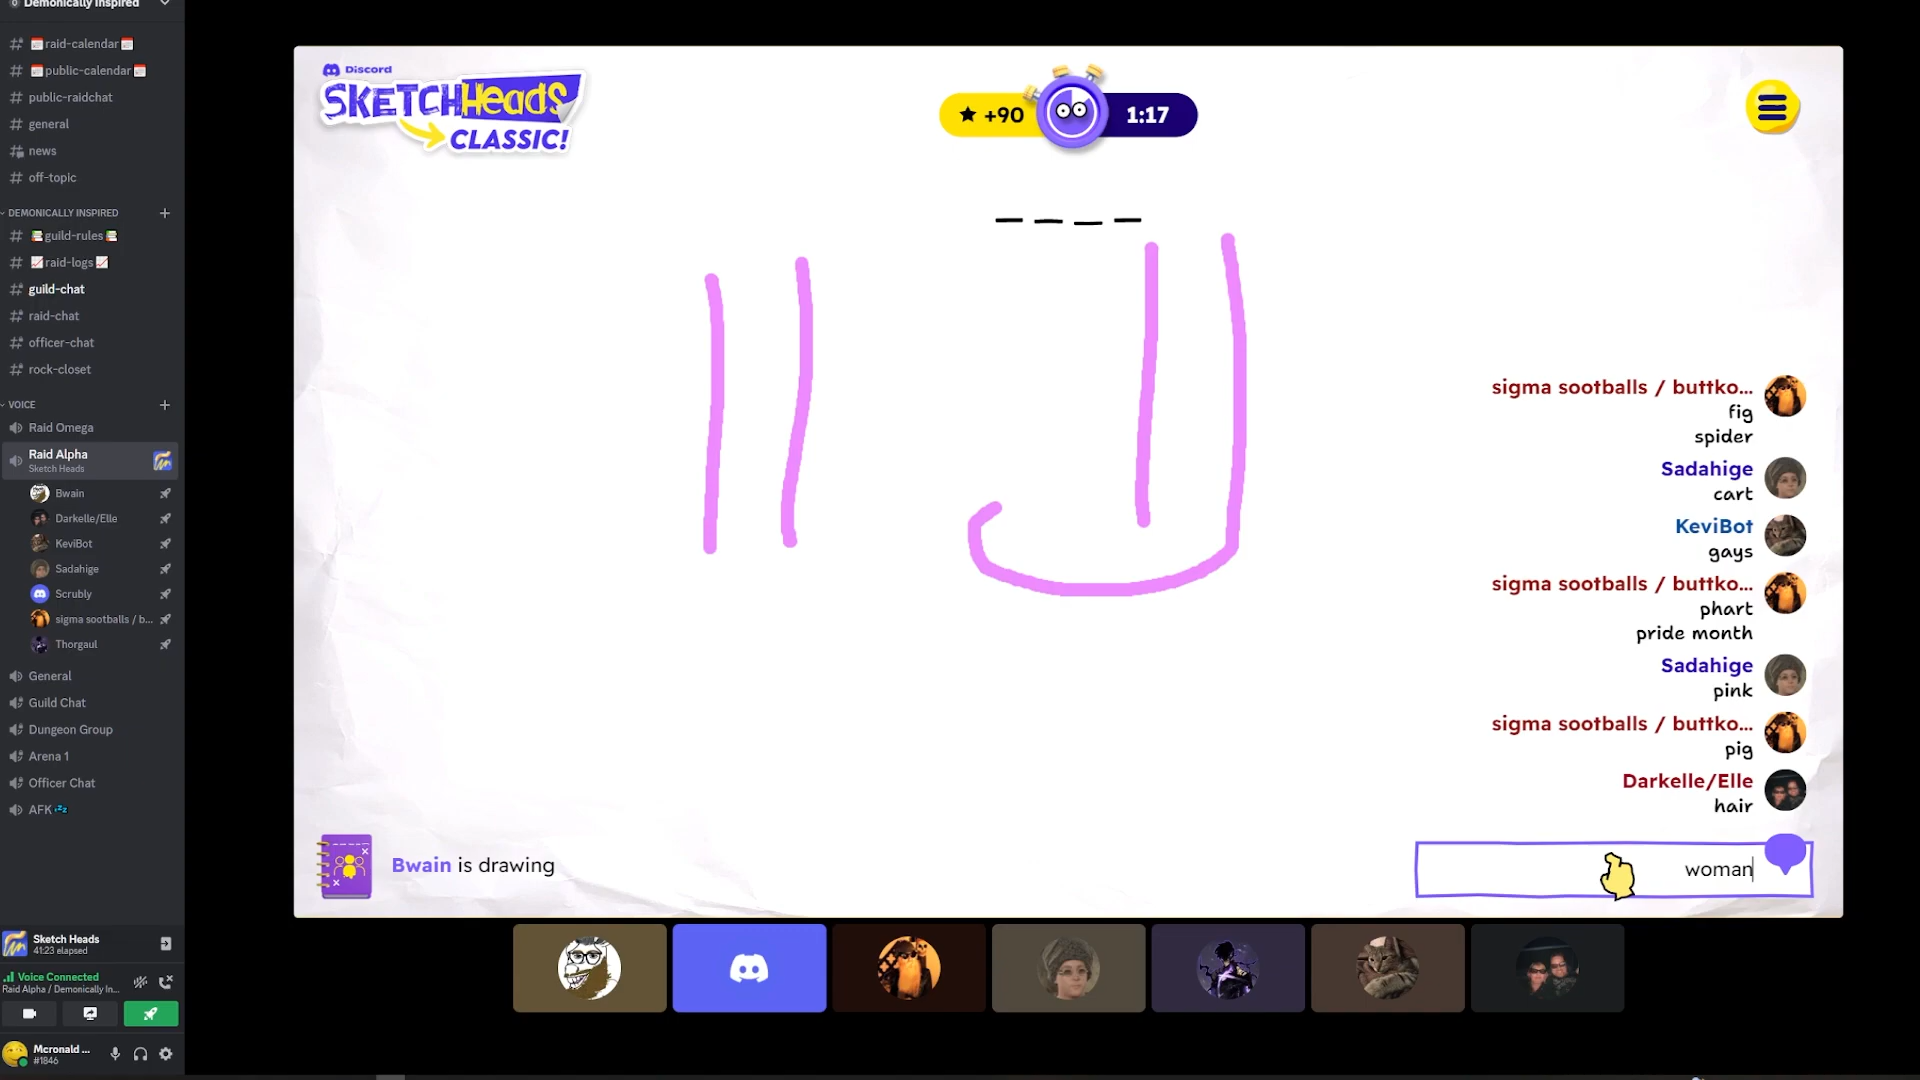 Demonically Inspired
raid-calendar
public-calendar
public-raidchat
general
news
off-topic
DEMONICALLY INSPIRED
guild-rules
raid-logs
guild-chat
raid-chat
officer-chat
rock-closet
VOICE
Raid Omega
Raid Alpha
Sketch Heads
Bwain
Darkelle/Elle
KeviBot
Sadahige
Scrubly
sigma sootballs / b...
Thorgaul
General
Guild Chat
Dungeon Group
Arena 1
Officer Chat
AFK
Sketch Heads
41:23 elapsed
Voice Connected
Raid Alpha / Demonically In...
Mcronald ...
#1846
Discord
SKETCHHeadS
CLASSIC!
+90
1:17
sigma sootballs / buttko...
fig
spider
Sadahige
cart
KeviBot
gays
sigma sootballs / buttko...
phart
pride month
Sadahige
pink
sigma sootballs / buttko...
pig
Darkelle/Elle
hair
Bwain is drawing
woman